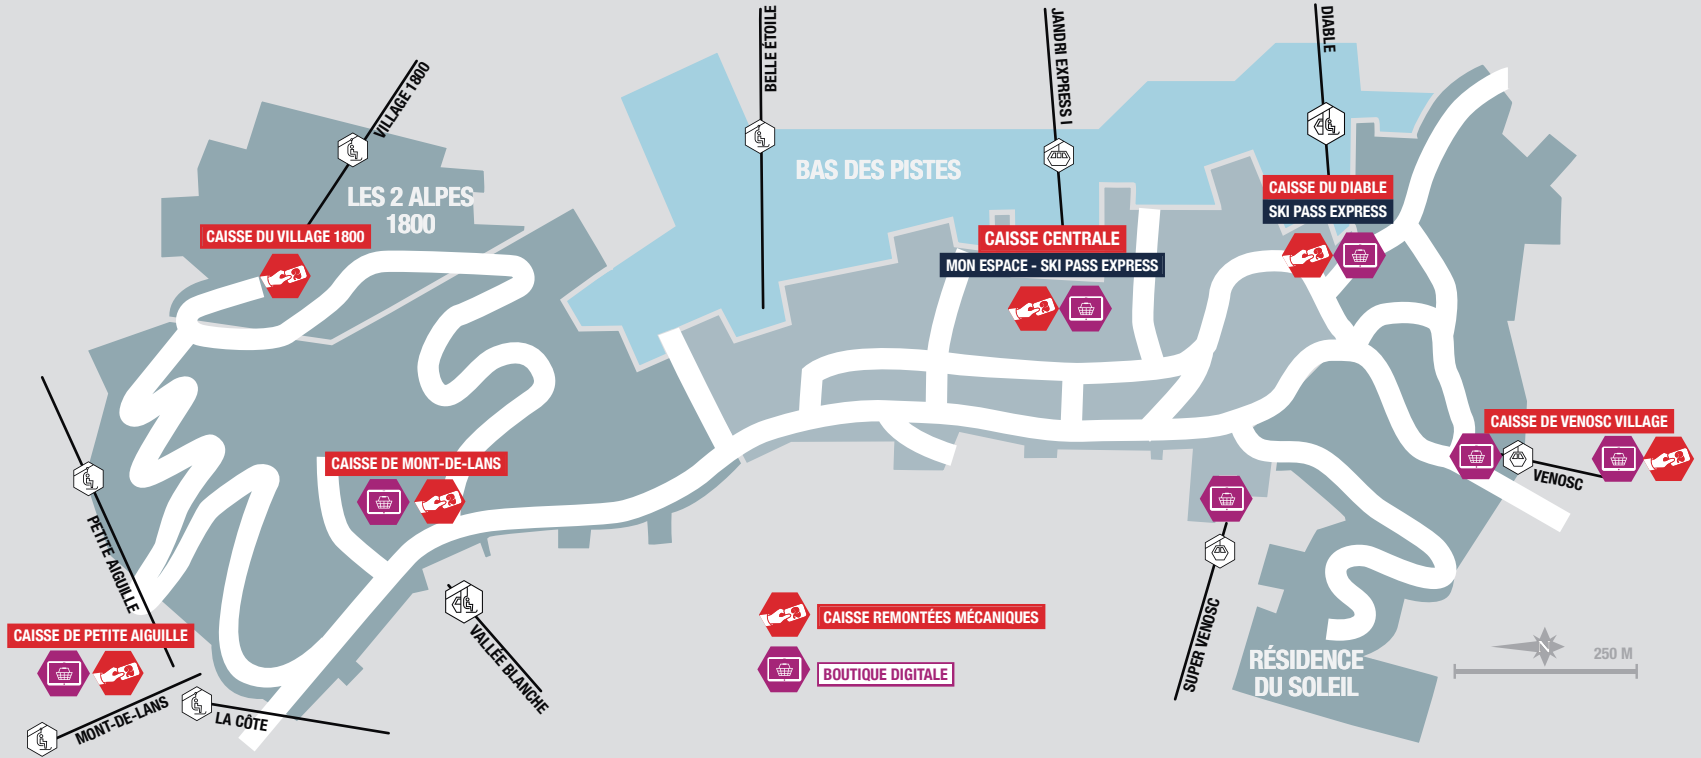 VILLAGE 1800
BELLE ÉTOILE
JANDRI EXPRESS I
DIABLE
BAS DES PISTES
LES 2 ALPES
1800
CAISSE DU VILLAGE 1800
CAISSE CENTRALE
MON ESPACE - SKI PASS EXPRESS
CAISSE DU DIABLE
SKI PASS EXPRESS
CAISSE DE VENOSC VILLAGE
VENOSC
CAISSE DE MONT-DE-LANS
PETITE AIGUILLE
CAISSE DE PETITE AIGUILLE
MONT-DE-LANS
LA CÔTE
VALLÉE BLANCHE
CAISSE REMONTÉES MÉCANIQUES
BOUTIQUE DIGITALE
SUPER VENOSC
RÉSIDENCE
DU SOLEIL
N
250 M